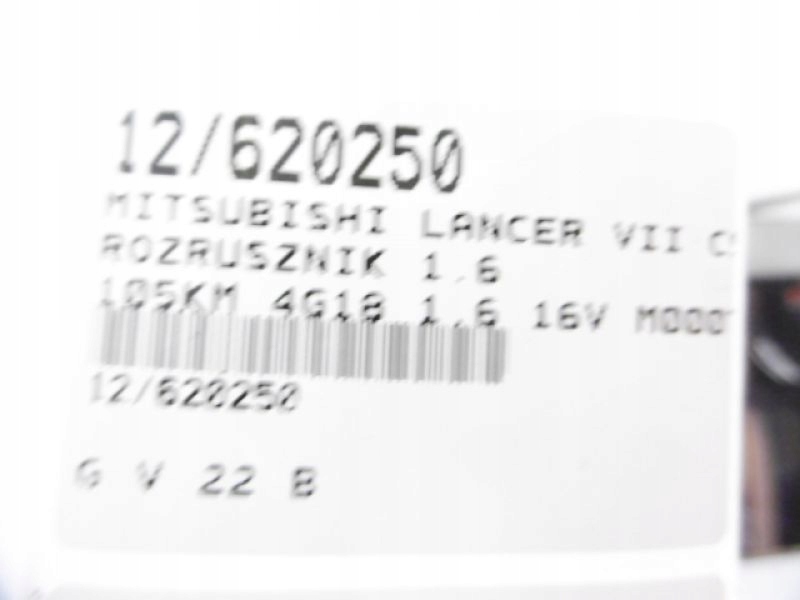 12/620250
MITSUBISHI LANCER VII
ROZRUSZNIK 1.6
105KM 4G18 1.6 16V
12/620250
G V 22 B